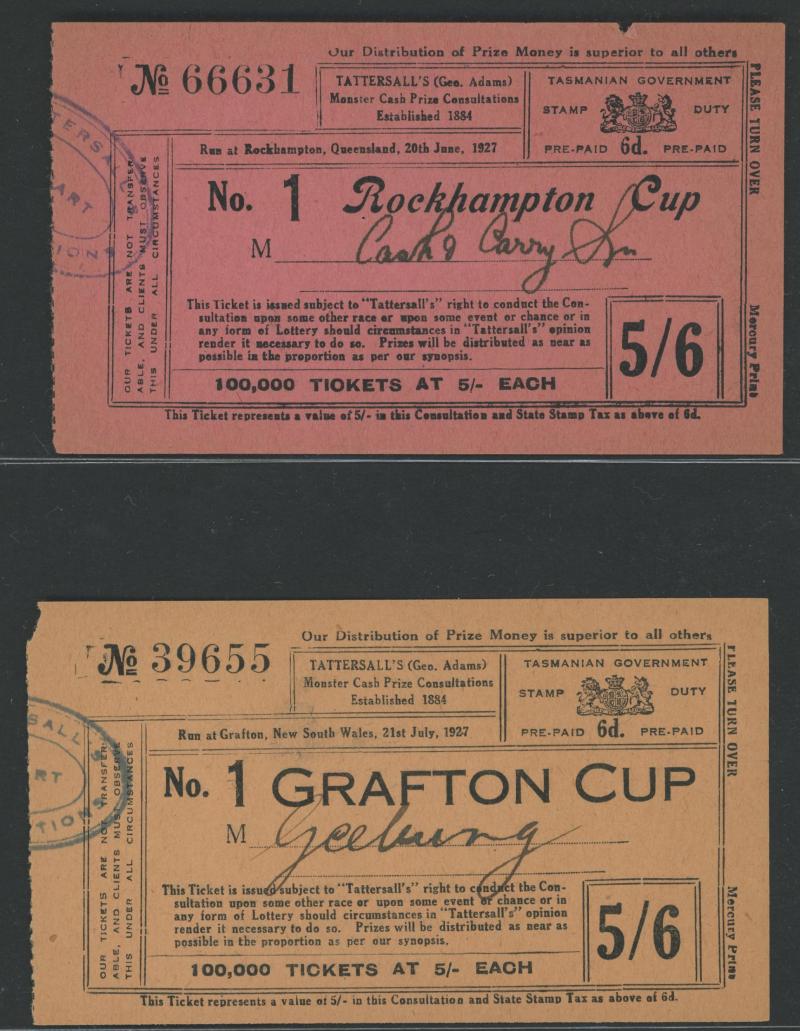 Our Distribution of Prize Money is superior to all others
No 66631
TATTERSALL'S (Geo. Adams)
Monster Cash Prize Consultations
Established 1884
TASMANIAN GOVERNMENT
STAMP DUTY
PRE-PAID 6d. PRE-PAID
Run at Rockhampton, Queensland, 20th June, 1927
No. 1 Rockhampton Cup
M Cash & Carry Syn
This Ticket is issued subject to "Tattersall's" right to conduct the Con-
sultation upon some other race or upon some event or chance or in
any form of Lottery should circumstances in "Tattersall's" opinion
render it necessary to do so. Prizes will be distributed as near as
possible in the proportion as per our synopsis.
5/6
100,000 TICKETS AT 5/- EACH
This Ticket represents a value of 5/- in this Consultation and State Stamp Tax as above of 6d.
OUR TICKETS ARE NOT TRANSFER-
ABLE, AND CLIENTS MUST OBSERVE
THIS UNDER ALL CIRCUMSTANCES
PLEASE TURN OVER
Mercury Print
Our Distribution of Prize Money is superior to all others
No 39655
TATTERSALL'S (Geo. Adams)
Monster Cash Prize Consultations
Established 1884
TASMANIAN GOVERNMENT
STAMP DUTY
PRE-PAID 6d. PRE-PAID
Run at Grafton, New South Wales, 21st July, 1927
No. 1 GRAFTON CUP
M Geebung
This Ticket is issued subject to "Tattersall's" right to conduct the Con-
sultation upon some other race or upon some event or chance or in
any form of Lottery should circumstances in "Tattersall's" opinion
render it necessary to do so. Prizes will be distributed as near as
possible in the proportion as per our synopsis.
5/6
100,000 TICKETS AT 5/- EACH
This Ticket represents a value of 5/- in this Consultation and State Stamp Tax as above of 6d.
OUR TICKETS ARE NOT TRANSFER-
ABLE, AND CLIENTS MUST OBSERVE
THIS UNDER ALL CIRCUMSTANCES
PLEASE TURN OVER
Mercury Print